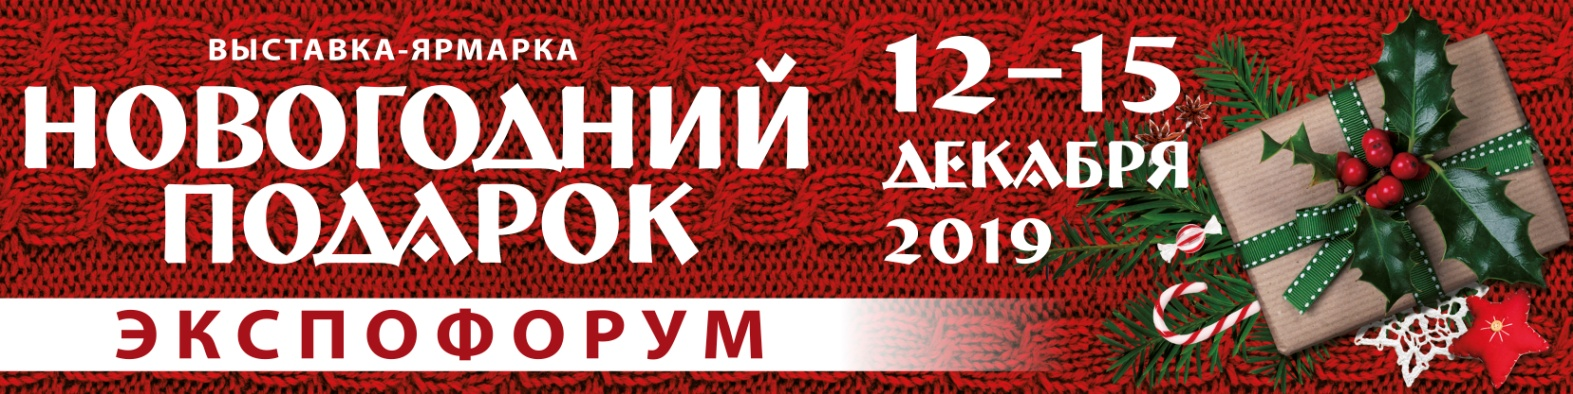 ВЫСТАВКА-ЯРМАРКА
НОВОГОДНИЙ
ПОДАРОК
ЭКСПОФОРУМ
12–15
ДЕКАБРЯ
2019